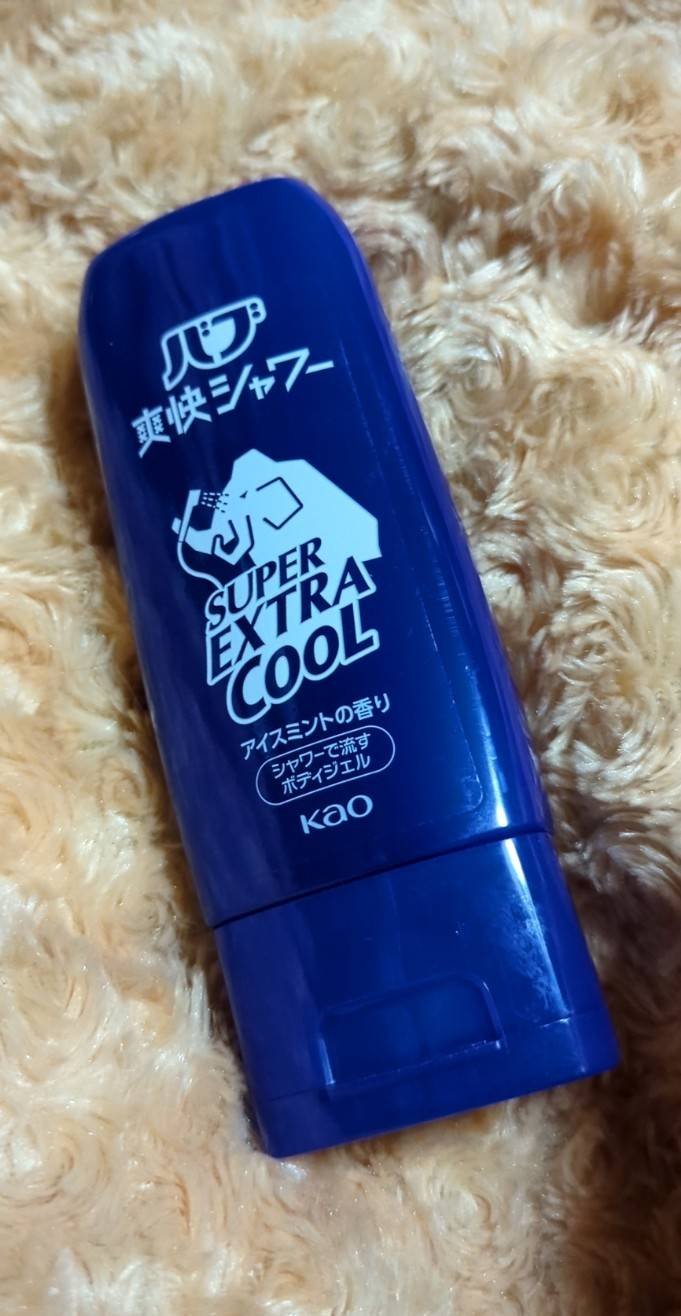 バブ
爽快シャワー
SUPER
EXTRA
COOL
アイスミントの香り
シャワーで流す
ボディジェル
Kao